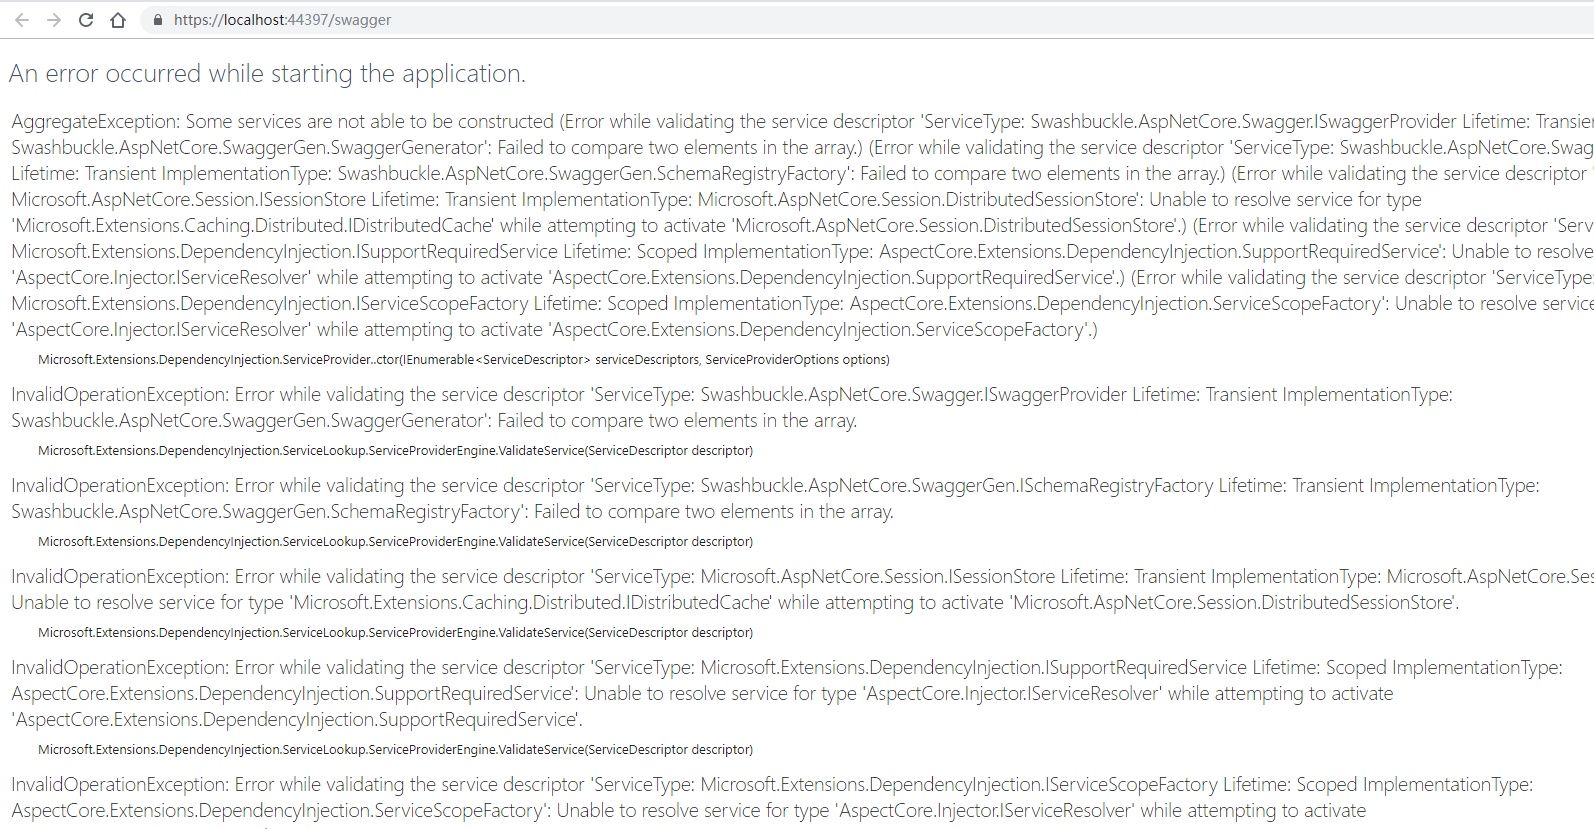 https://localhost:44397/swagger
An error occurred while starting the application.
AggregateException: Some services are not able to be constructed (Error while validating the service descriptor 'ServiceType: Swashbuckle.AspNetCore.Swagger.ISwaggerProvider Lifetime: Transien
Swashbuckle.AspNetCore.SwaggerGen.SwaggerGenerator': Failed to compare two elements in the array.) (Error while validating the service descriptor 'ServiceType: Swashbuckle.AspNetCore.Swag
Lifetime: Transient ImplementationType: Swashbuckle.AspNetCore.SwaggerGen.SchemaRegistryFactory': Failed to compare two elements in the array.) (Error while validating the service descriptor '
Microsoft.AspNetCore.Session.ISessionStore Lifetime: Transient ImplementationType: Microsoft.AspNetCore.Session.DistributedSessionStore': Unable to resolve service for type
'Microsoft.Extensions.Caching.Distributed.IDistributedCache' while attempting to activate 'Microsoft.AspNetCore.Session.DistributedSessionStore'.) (Error while validating the service descriptor 'Serv
Microsoft.Extensions.DependencyInjection.ISupportRequiredService Lifetime: Scoped ImplementationType: AspectCore.Extensions.DependencyInjection.SupportRequiredService': Unable to resolve
'AspectCore.Injector.IServiceResolver' while attempting to activate 'AspectCore.Extensions.DependencyInjection.SupportRequiredService'.) (Error while validating the service descriptor 'ServiceType:
Microsoft.Extensions.DependencyInjection.IServiceScopeFactory Lifetime: Scoped ImplementationType: AspectCore.Extensions.DependencyInjection.ServiceScopeFactory': Unable to resolve service
'AspectCore.Injector.IServiceResolver' while attempting to activate 'AspectCore.Extensions.DependencyInjection.ServiceScopeFactory'.)
Microsoft.Extensions.DependencyInjection.ServiceProvider..ctor(IEnumerable<ServiceDescriptor> serviceDescriptors, ServiceProviderOptions options)
InvalidOperationException: Error while validating the service descriptor 'ServiceType: Swashbuckle.AspNetCore.Swagger.ISwaggerProvider Lifetime: Transient ImplementationType:
Swashbuckle.AspNetCore.SwaggerGen.SwaggerGenerator': Failed to compare two elements in the array.
Microsoft.Extensions.DependencyInjection.ServiceLookup.ServiceProviderEngine.ValidateService(ServiceDescriptor descriptor)
InvalidOperationException: Error while validating the service descriptor 'ServiceType: Swashbuckle.AspNetCore.SwaggerGen.ISchemaRegistryFactory Lifetime: Transient ImplementationType:
Swashbuckle.AspNetCore.SwaggerGen.SchemaRegistryFactory': Failed to compare two elements in the array.
Microsoft.Extensions.DependencyInjection.ServiceLookup.ServiceProviderEngine.ValidateService(ServiceDescriptor descriptor)
InvalidOperationException: Error while validating the service descriptor 'ServiceType: Microsoft.AspNetCore.Session.ISessionStore Lifetime: Transient ImplementationType: Microsoft.AspNetCore.Ses
Unable to resolve service for type 'Microsoft.Extensions.Caching.Distributed.IDistributedCache' while attempting to activate 'Microsoft.AspNetCore.Session.DistributedSessionStore'.
Microsoft.Extensions.DependencyInjection.ServiceLookup.ServiceProviderEngine.ValidateService(ServiceDescriptor descriptor)
InvalidOperationException: Error while validating the service descriptor 'ServiceType: Microsoft.Extensions.DependencyInjection.ISupportRequiredService Lifetime: Scoped ImplementationType:
AspectCore.Extensions.DependencyInjection.SupportRequiredService': Unable to resolve service for type 'AspectCore.Injector.IServiceResolver' while attempting to activate
'AspectCore.Extensions.DependencyInjection.SupportRequiredService'.
Microsoft.Extensions.DependencyInjection.ServiceLookup.ServiceProviderEngine.ValidateService(ServiceDescriptor descriptor)
InvalidOperationException: Error while validating the service descriptor 'ServiceType: Microsoft.Extensions.DependencyInjection.IServiceScopeFactory Lifetime: Scoped ImplementationType:
AspectCore.Extensions.DependencyInjection.ServiceScopeFactory': Unable to resolve service for type 'AspectCore.Injector.IServiceResolver' while attempting to activate